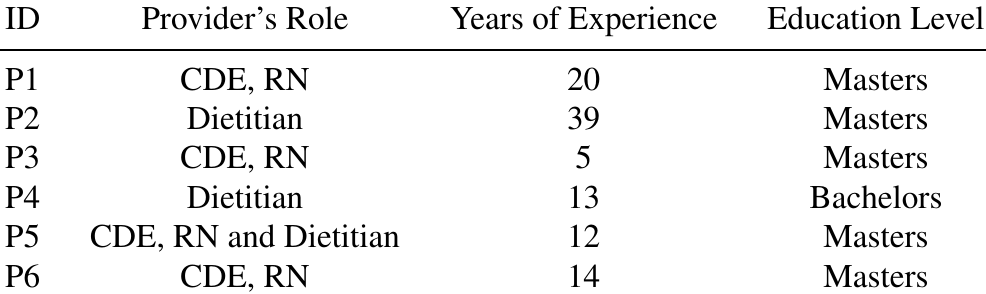 ID Provider’s Role Years of Experience Education Level
P1 CDE, RN 20 Masters
P2 Dietitian 39 Masters
P3 CDE, RN 5 Masters
P4 Dietitian 13 Bachelors
P5 CDE, RN and Dietitian 12 Masters
P6 CDE, RN 14 Masters